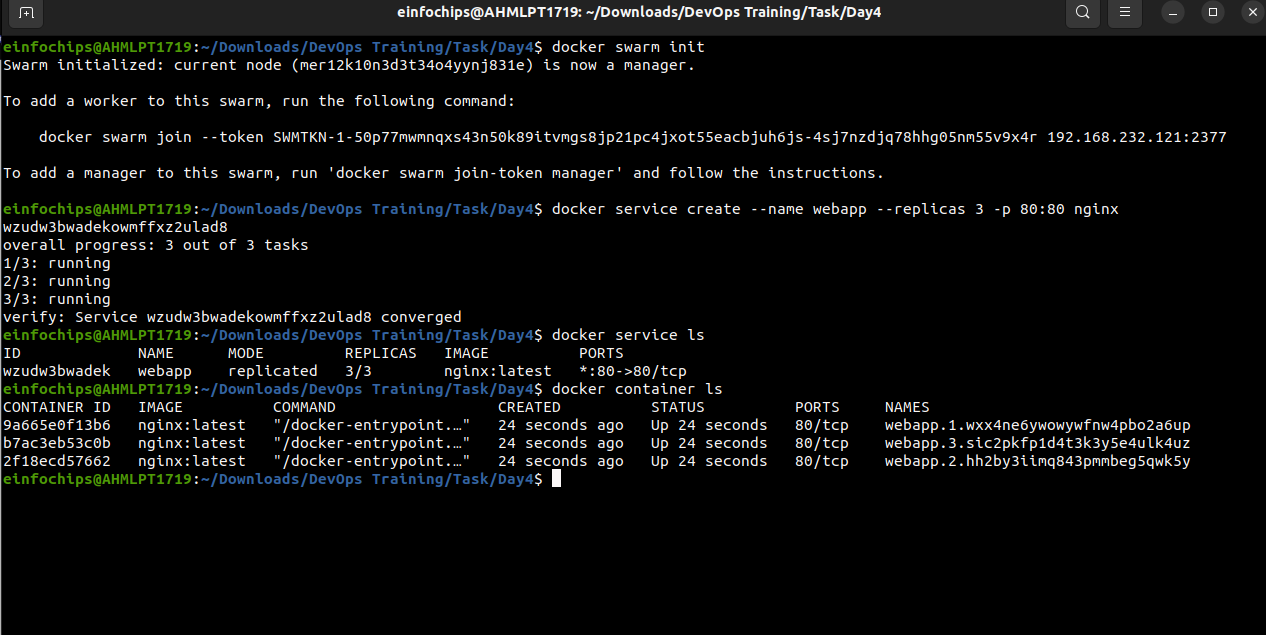 einfochips@AHMLPT1719: ~/Downloads/DevOps Training/Task/Day4
einfochips@AHMLPT1719:~/Downloads/DevOps Training/Task/Day4$ docker swarm init
Swarm initialized: current node (mer12k10n3d3t34o4yynj831e) is now a manager.
To add a worker to this swarm, run the following command:
docker swarm join --token SWMTKN-1-50p77mwmnqxs43n50k89itvmgs8jp21pc4jxot55eacbjuh6js-4sj7nzdjq78hhg05nm55v9x4r 192.168.232.121:2377
To add a manager to this swarm, run 'docker swarm join-token manager' and follow the instructions.
einfochips@AHMLPT1719:~/Downloads/DevOps Training/Task/Day4$ docker service create --name webapp --replicas 3 -p 80:80 nginx
wzudw3bwadekowmffxz2ulad8
overall progress: 3 out of 3 tasks
1/3: running
2/3: running
3/3: running
verify: Service wzudw3bwadekowmffxz2ulad8 converged
einfochips@AHMLPT1719:~/Downloads/DevOps Training/Task/Day4$ docker service ls
ID NAME MODE REPLICAS IMAGE PORTS
wzudw3bwadek webapp replicated 3/3 nginx:latest *:80->80/tcp
einfochips@AHMLPT1719:~/Downloads/DevOps Training/Task/Day4$ docker container ls
CONTAINER ID IMAGE COMMAND CREATED STATUS PORTS NAMES
9a665e0f13b6 nginx:latest "/docker-entrypoint.…" 24 seconds ago Up 24 seconds 80/tcp webapp.1.wxx4ne6ywowywfnw4pbo2a6up
b7ac3eb53c0b nginx:latest "/docker-entrypoint.…" 24 seconds ago Up 24 seconds 80/tcp webapp.3.sic2pkfp1d4t3k3y5e4ulk4uz
2f18ecd57662 nginx:latest "/docker-entrypoint.…" 24 seconds ago Up 24 seconds 80/tcp webapp.2.hh2by3iimq843pmmbeg5qwk5y
einfochips@AHMLPT1719:~/Downloads/DevOps Training/Task/Day4$